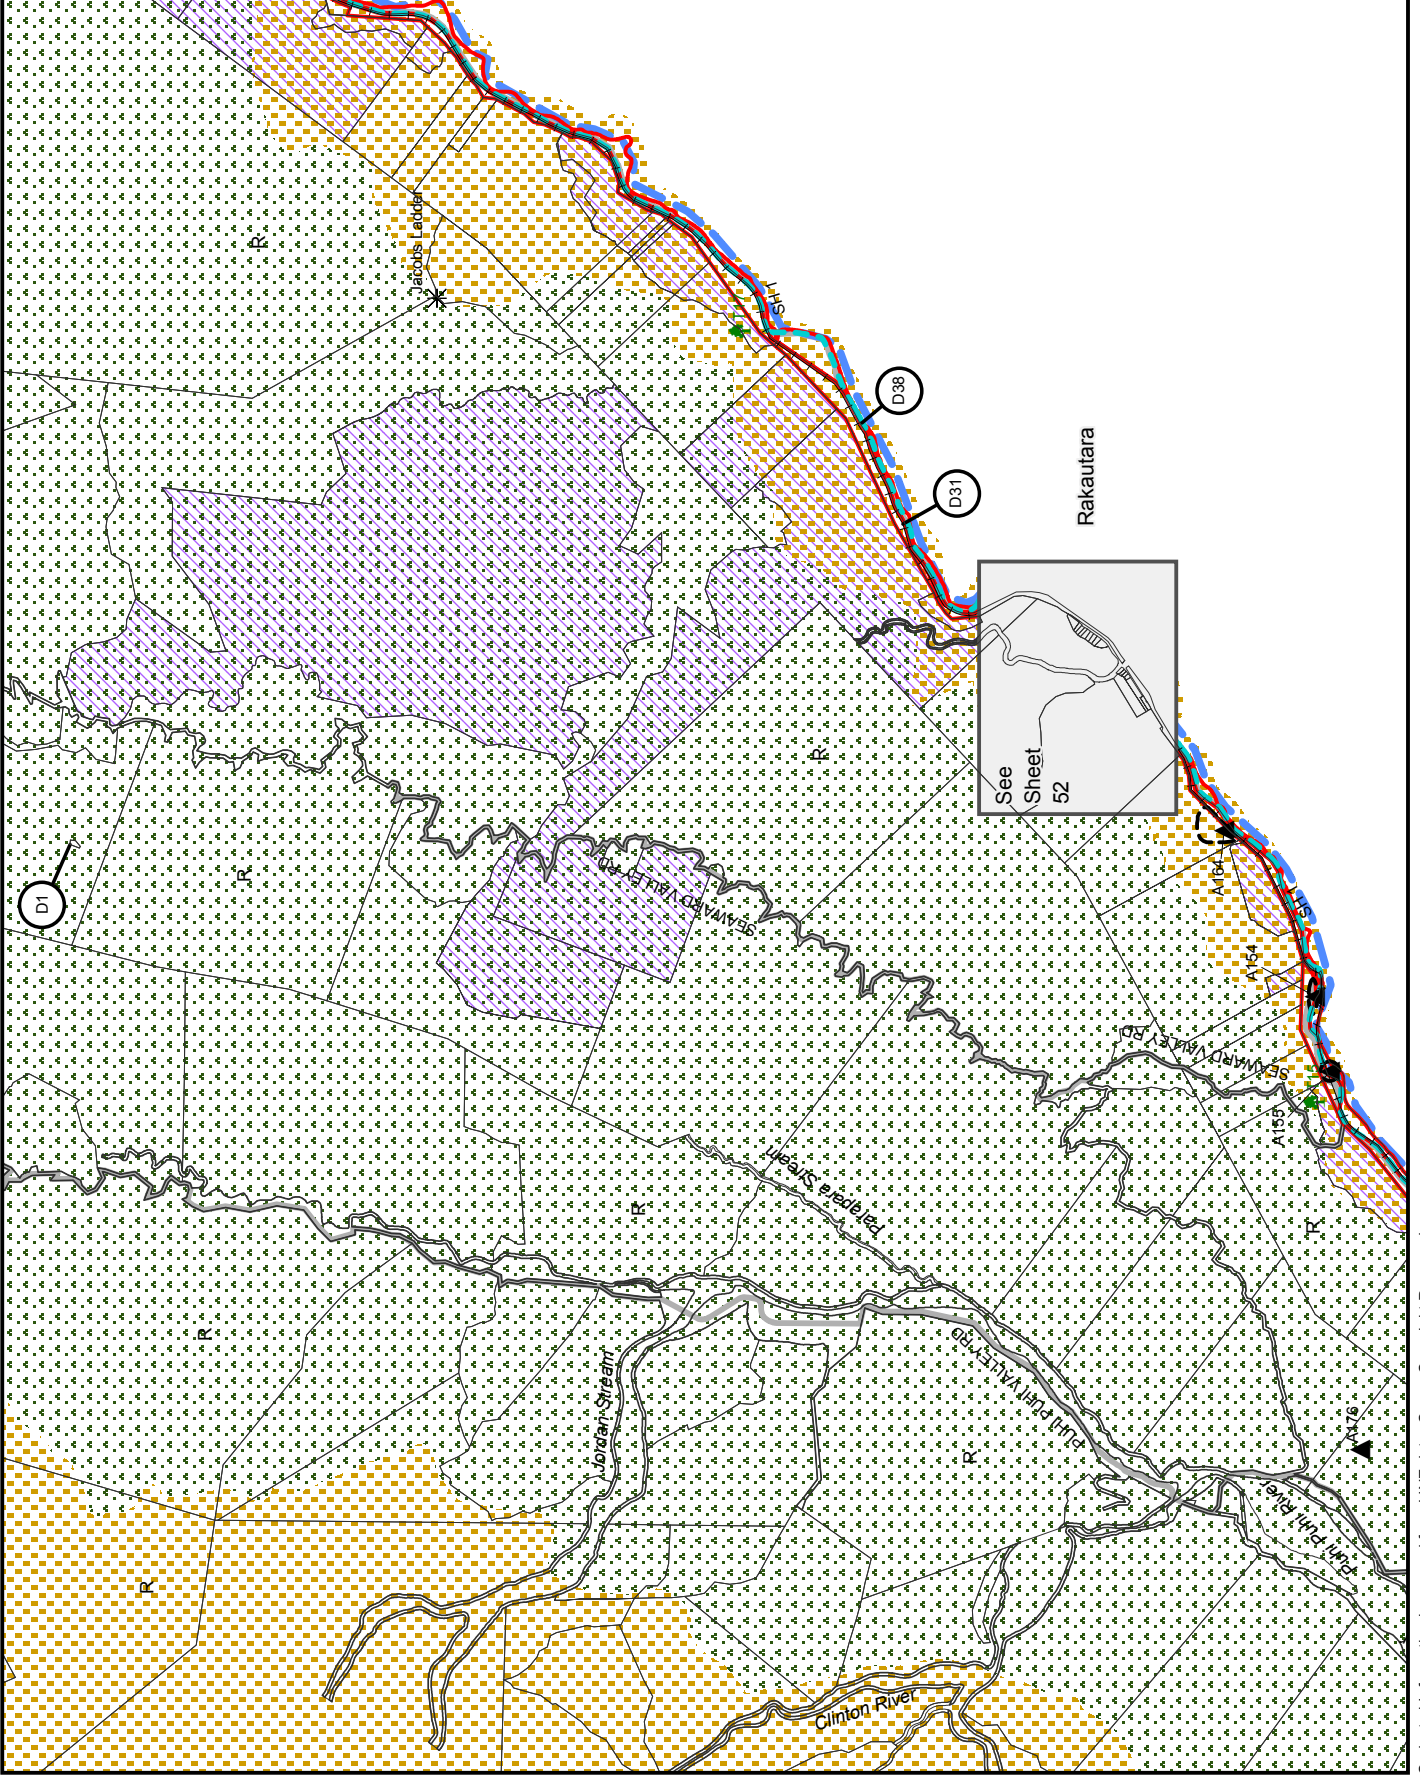 R
Jacobs Ladder
SH 1
D38
D31
Rakautara
See
Sheet
52
R
D1
R
SEAWARD VALLEY RD
A164
SH 1
A154
SEAWARD VALLEY RD
A155
R
R
Parapara Stream
R
Jordan Stream
PUHI PUHI VALLEY RD
R
A176
Puhi Puhi River
R
Clinton River